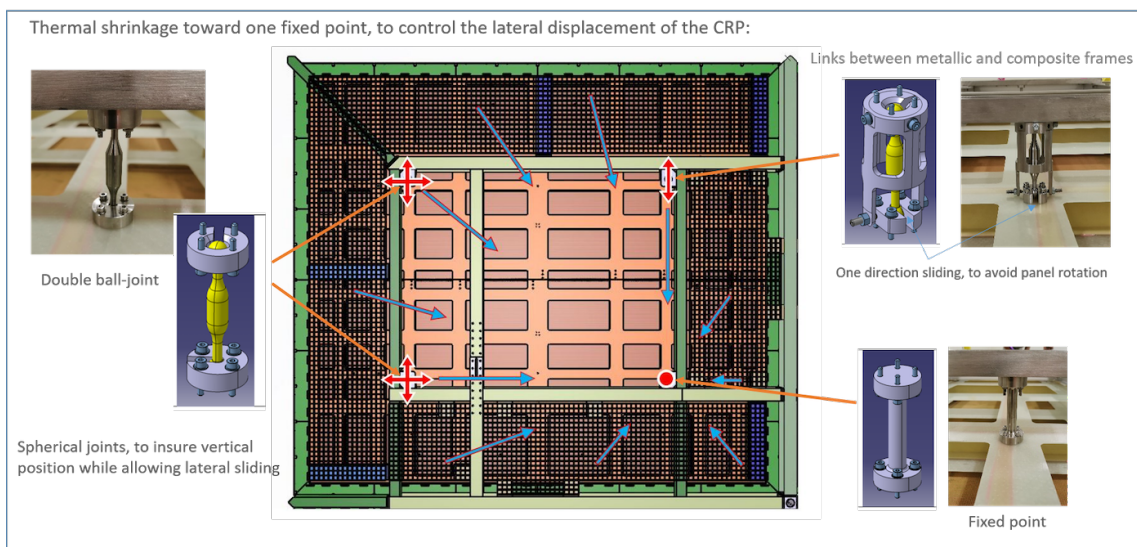 Thermal shrinkage toward one fixed point, to control the lateral displacement of the CRP:
Links between metallic and composite frames
Double ball-joint
One direction sliding, to avoid panel rotation
Spherical joints, to insure vertical
position while allowing lateral sliding
Fixed point